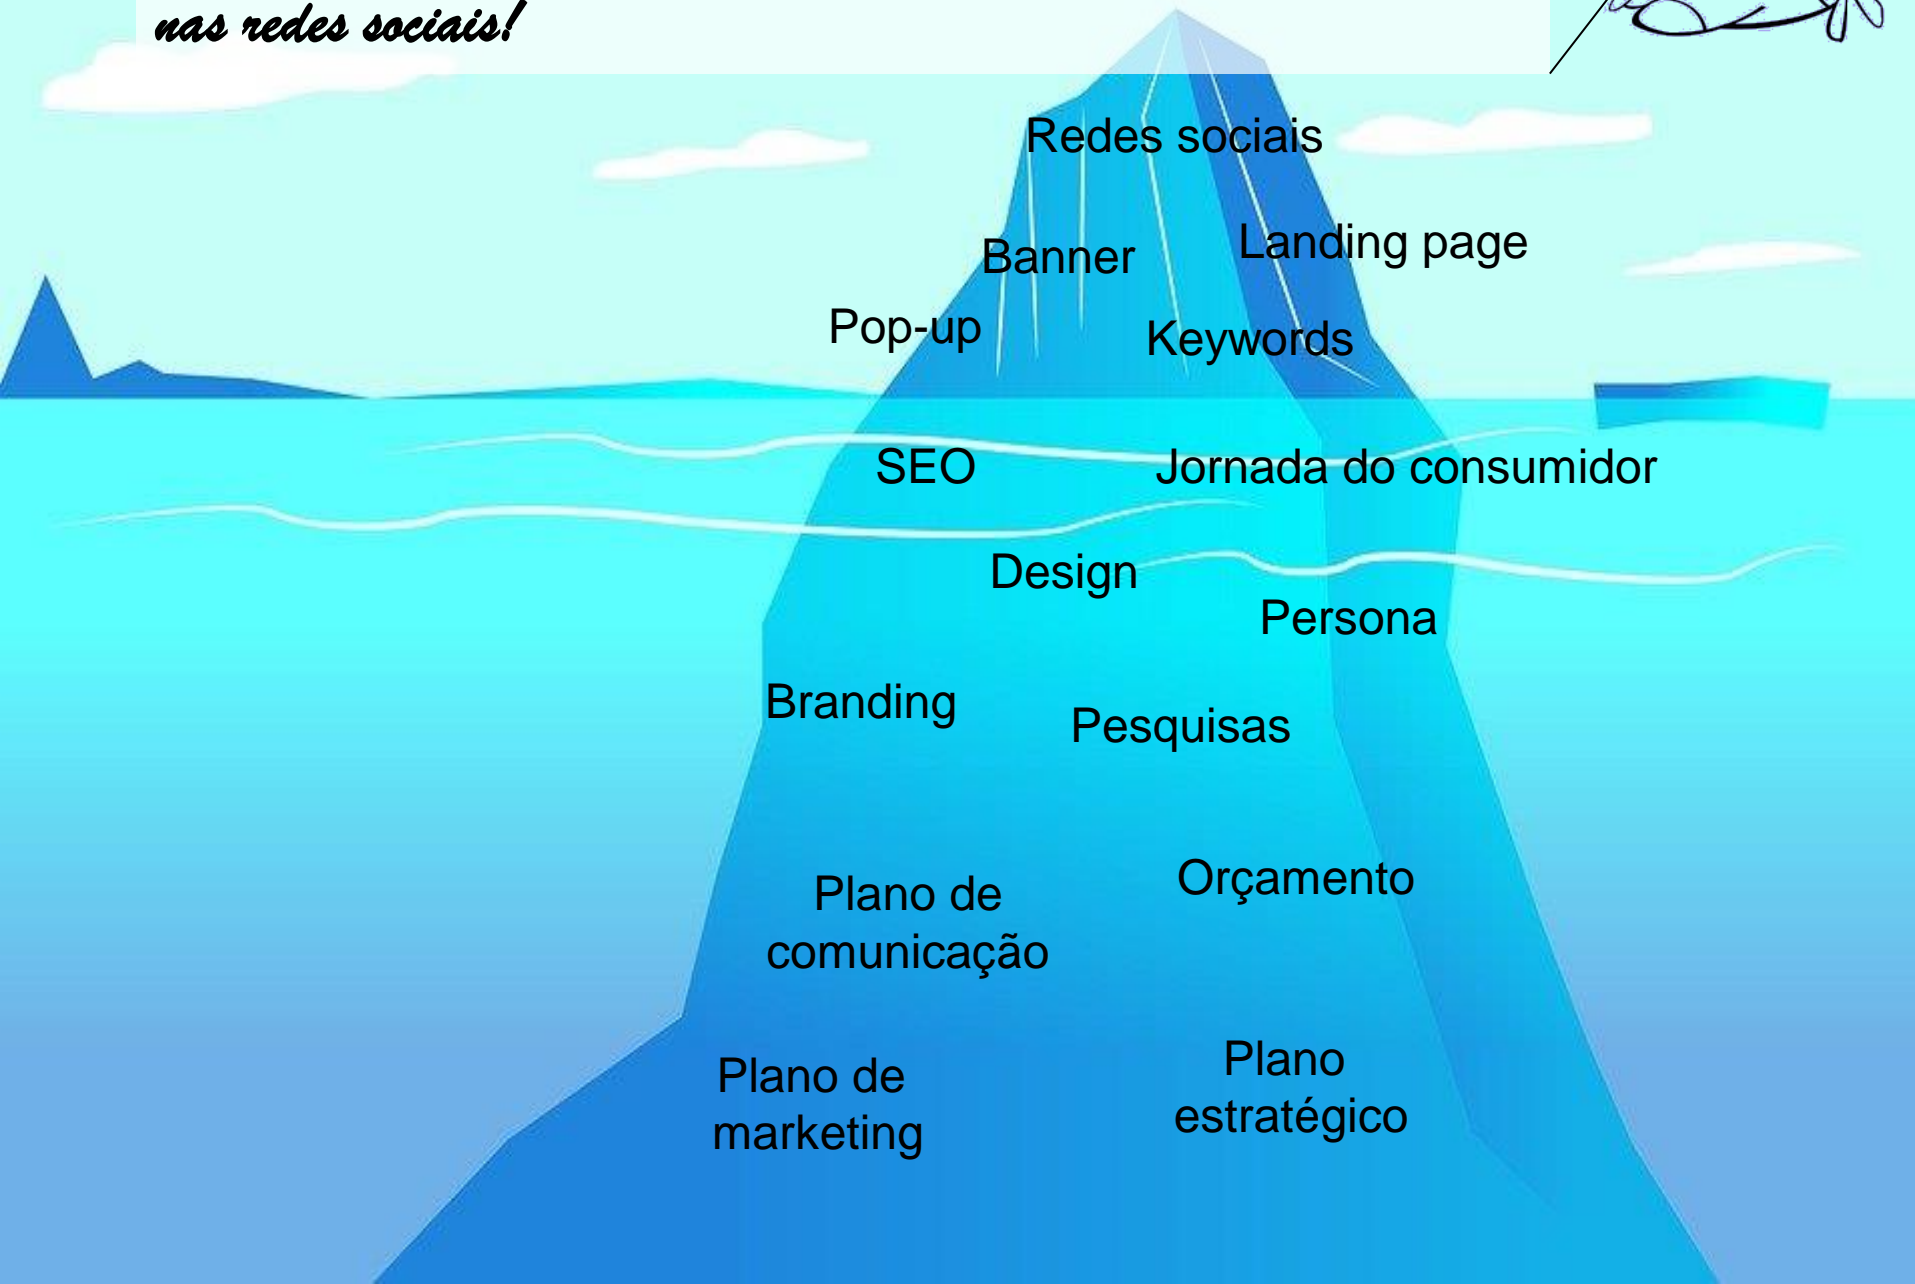 nas redes sociais!
Redes sociais
Landing page
Banner
Pop-up
Keywords
SEO
Jornada do consumidor
Design
Persona
Branding
Pesquisas
Orçamento
Plano de
comunicação
Plano
estratégico
Plano de
marketing